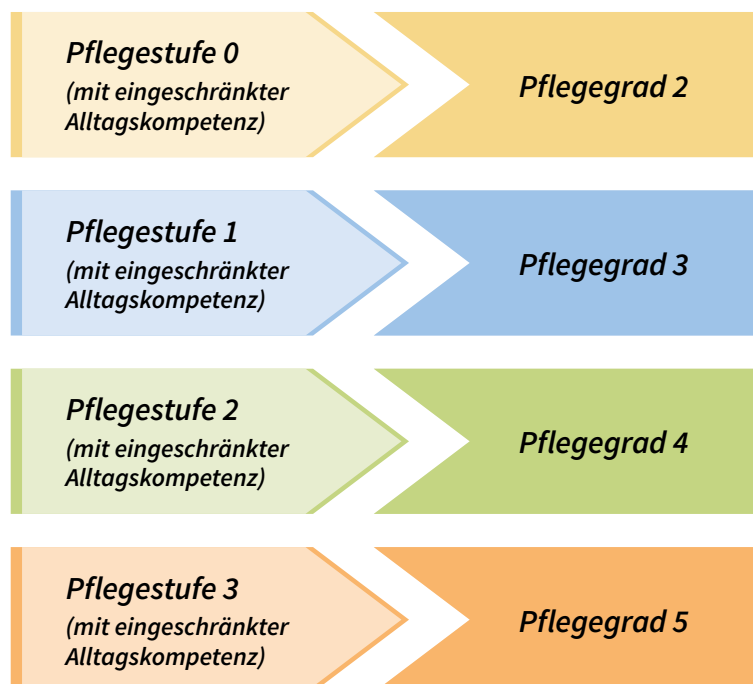 Pflegestufe 0
(mit eingeschränkter
Alltagskompetenz)
Pflegegrad 2
Pflegestufe 1
(mit eingeschränkter
Alltagskompetenz)
Pflegegrad 3
Pflegestufe 2
(mit eingeschränkter
Alltagskompetenz)
Pflegegrad 4
Pflegestufe 3
(mit eingeschränkter
Alltagskompetenz)
Pflegegrad 5